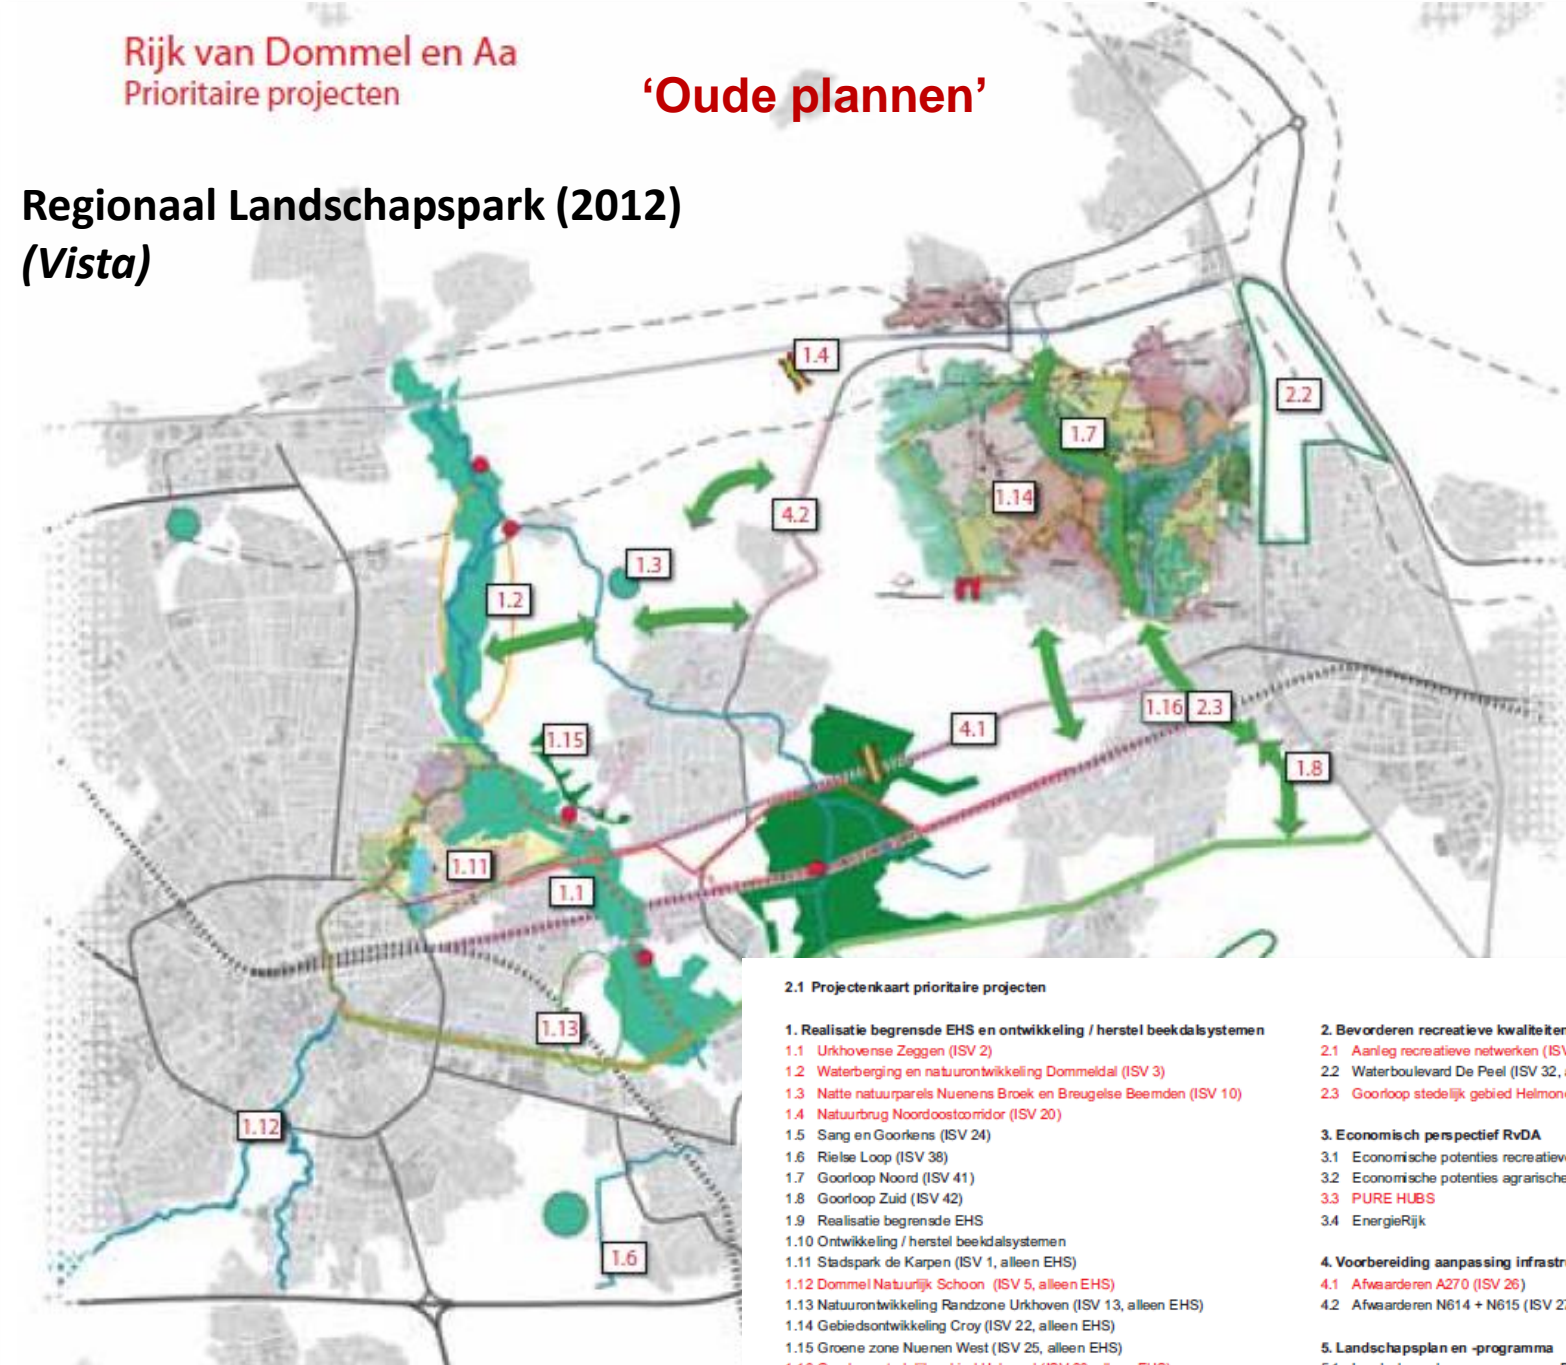 Rijk van Dommel en Aa
Prioritaire projecten
‘Oude plannen’
Regionaal Landschapspark (2012)
(Vista)
1.4
2.2
1.7
1.14
4.2
1.3
1.2
1.16
2.3
4.1
1.15
1.8
1.11
1.1
1.13
1.12
1.6
2.1 Projectenkaart prioritaire projecten
1. Realisatie begrensde EHS en ontwikkeling / herstel beekdalsystemen
1.1 Urkhovense Zeggen (ISV 2)
1.2 Waterberging en natuurontwikkeling Dommeldal (ISV 3)
1.3 Natte natuurparels Nuenens Broek en Breugelse Beemden (ISV 10)
1.4 Natuurbrug Noordoostcorridor (ISV 20)
1.5 Sang en Goorkens (ISV 24)
1.6 Rielse Loop (ISV 38)
1.7 Goorloop Noord (ISV 41)
1.8 Goorloop Zuid (ISV 42)
1.9 Realisatie begrensde EHS
1.10 Ontwikkeling / herstel beekdalsystemen
1.11 Stadspark de Karpen (ISV 1, alleen EHS)
1.12 Dommel Natuurlijk Schoon (ISV 5, alleen EHS)
1.13 Natuurontwikkeling Randzone Urkhoven (ISV 13, alleen EHS)
1.14 Gebiedsontwikkeling Croy (ISV 22, alleen EHS)
1.15 Groene zone Nuenen West (ISV 25, alleen EHS)
2. Bevorderen recreatieve kwaliteiten
2.1 Aanleg recreatieve netwerken (ISV
2.2 Waterboulevard De Peel (ISV 32,
2.3 Goorloop stedelijk gebied Helmond
3. Economisch perspectief RvDA
3.1 Economische potenties recreatiev
3.2 Economische potenties agrarische
3.3 PURE HUBS
3.4 EnergieRijk
4. Voorbereiding aanpassing infrastr
4.1 Afwaarderen A270 (ISV 26)
4.2 Afwaarderen N614 + N615 (ISV 27
5. Landschapsplan en -programma